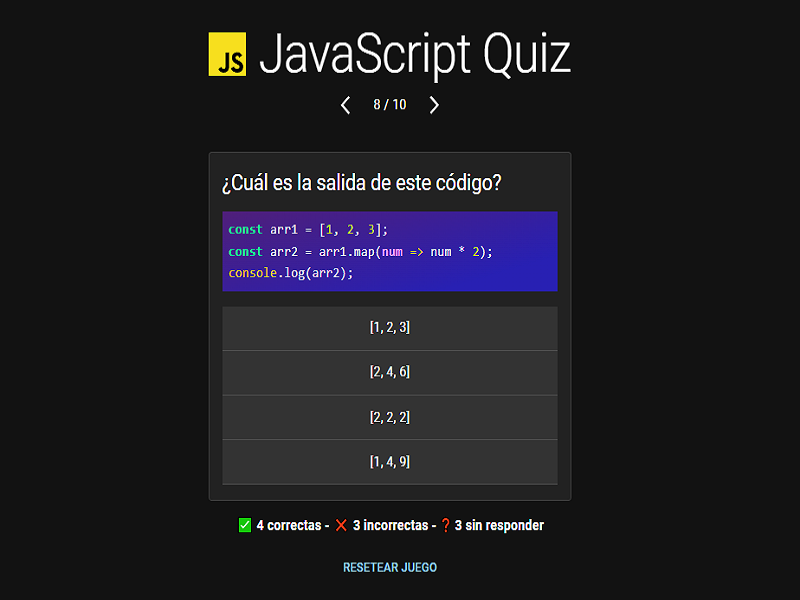 JS JavaScript Quiz
8 / 10
¿Cuál es la salida de este código?
const arr1 = [1, 2, 3];
const arr2 = arr1.map(num => num * 2);
console.log(arr2);
[1, 2, 3]
[2, 4, 6]
[2, 2, 2]
[1, 4, 9]
✅ 4 correctas - ❌ 3 incorrectas - ❓ 3 sin responder
RESETEAR JUEGO